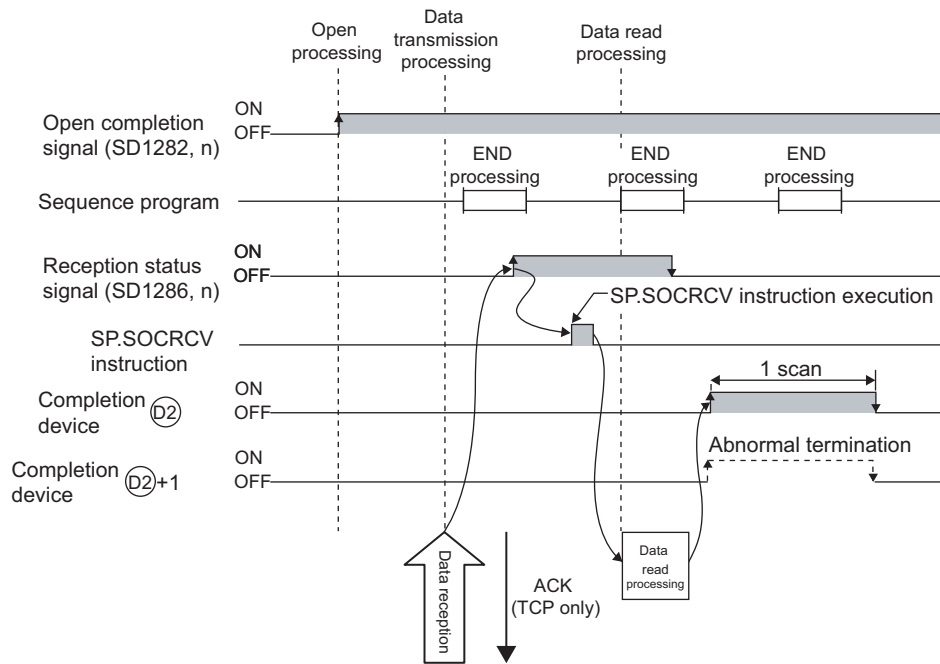 Open
processing
Data
transmission
processing
Data read
processing
Open completion
signal (SD1282, n)
ON
OFF
END
processing
END
processing
END
processing
Sequence program
Reception status
signal (SD1286, n)
ON
OFF
SP.SOCRCV instruction execution
SP.SOCRCV
instruction
1 scan
Completion
device D2
ON
OFF
Abnormal termination
Completion
device D2+1
ON
OFF
Data reception
ACK
(TCP only)
Data
read
processing